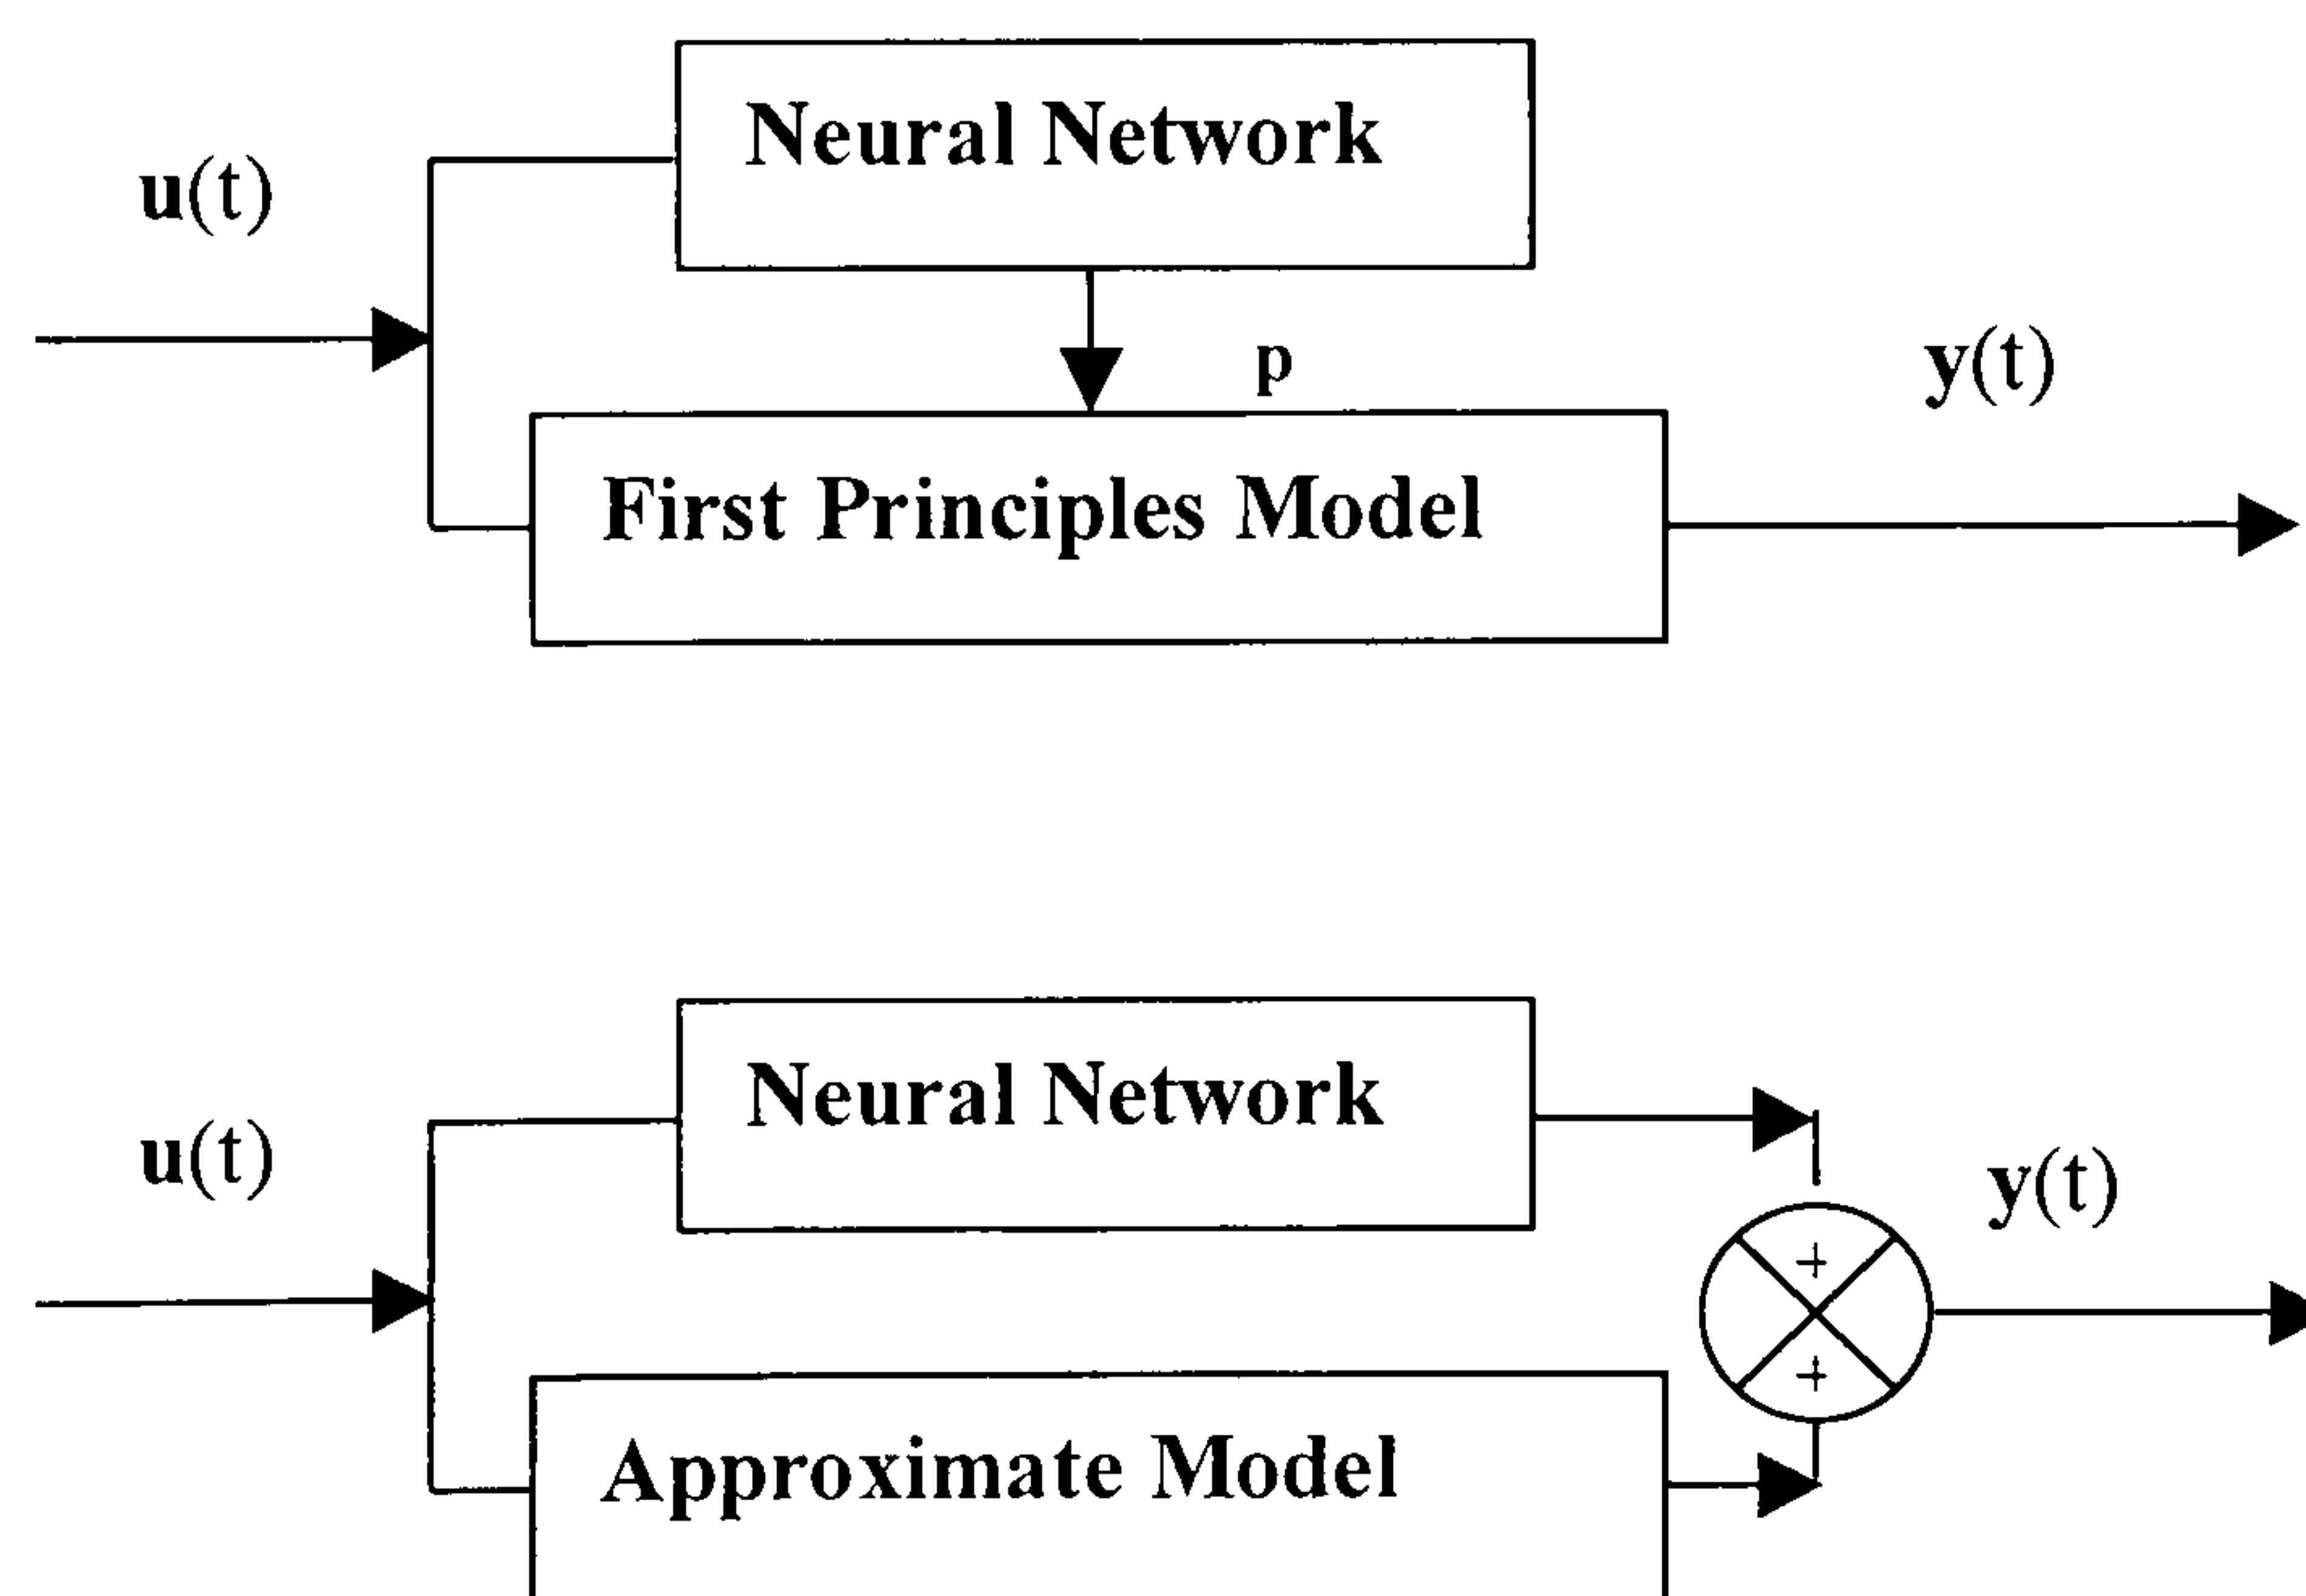 Neural Network
u(t)
p
y(t)
First Principles Model
Neural Network
u(t)
y(t)
+
+
Approximate Model